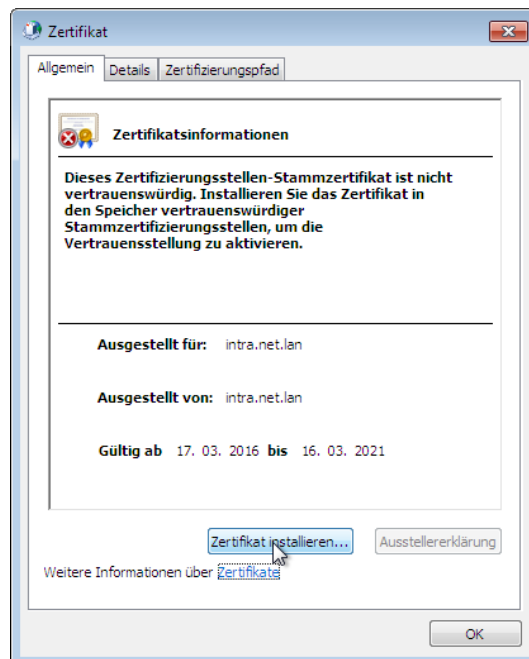 Zertifikat
Allgemein Details Zertifizierungspfad
Zertifikatsinformationen
Dieses Zertifizierungsstellen-Stammzertifikat ist nicht
vertrauenswürdig. Installieren Sie das Zertifikat in
den Speicher vertrauenswürdiger
Stammzertifizierungsstellen, um die
Vertrauensstellung zu aktivieren.
Ausgestellt für: intra.net.lan
Ausgestellt von: intra.net.lan
Gültig ab 17. 03. 2016 bis 16. 03. 2021
Zertifikat installieren... Ausstellererklärung
Weitere Informationen über Zertifikate
OK